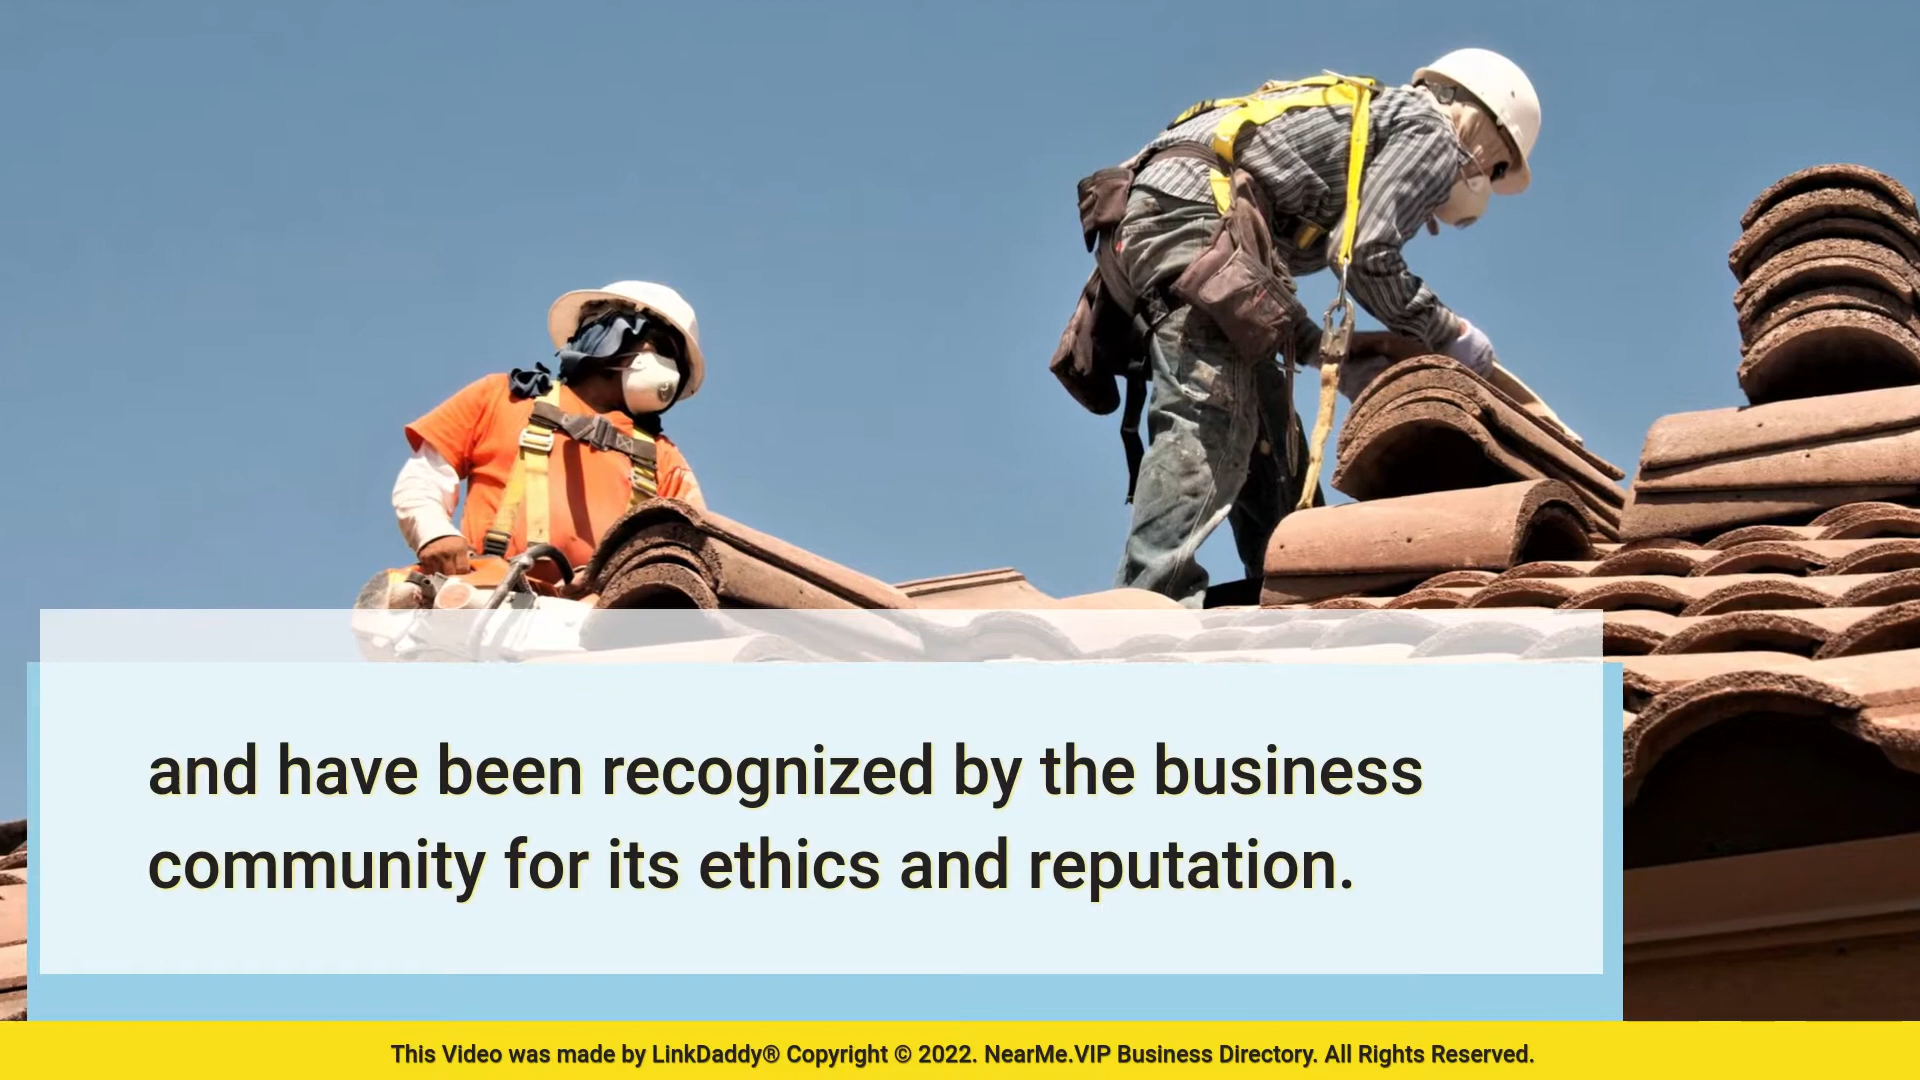 and have been recognized by the business
community for its ethics and reputation.
This Video was made by LinkDaddy® Copyright © 2022. NearMe.VIP Business Directory. All Rights Reserved.